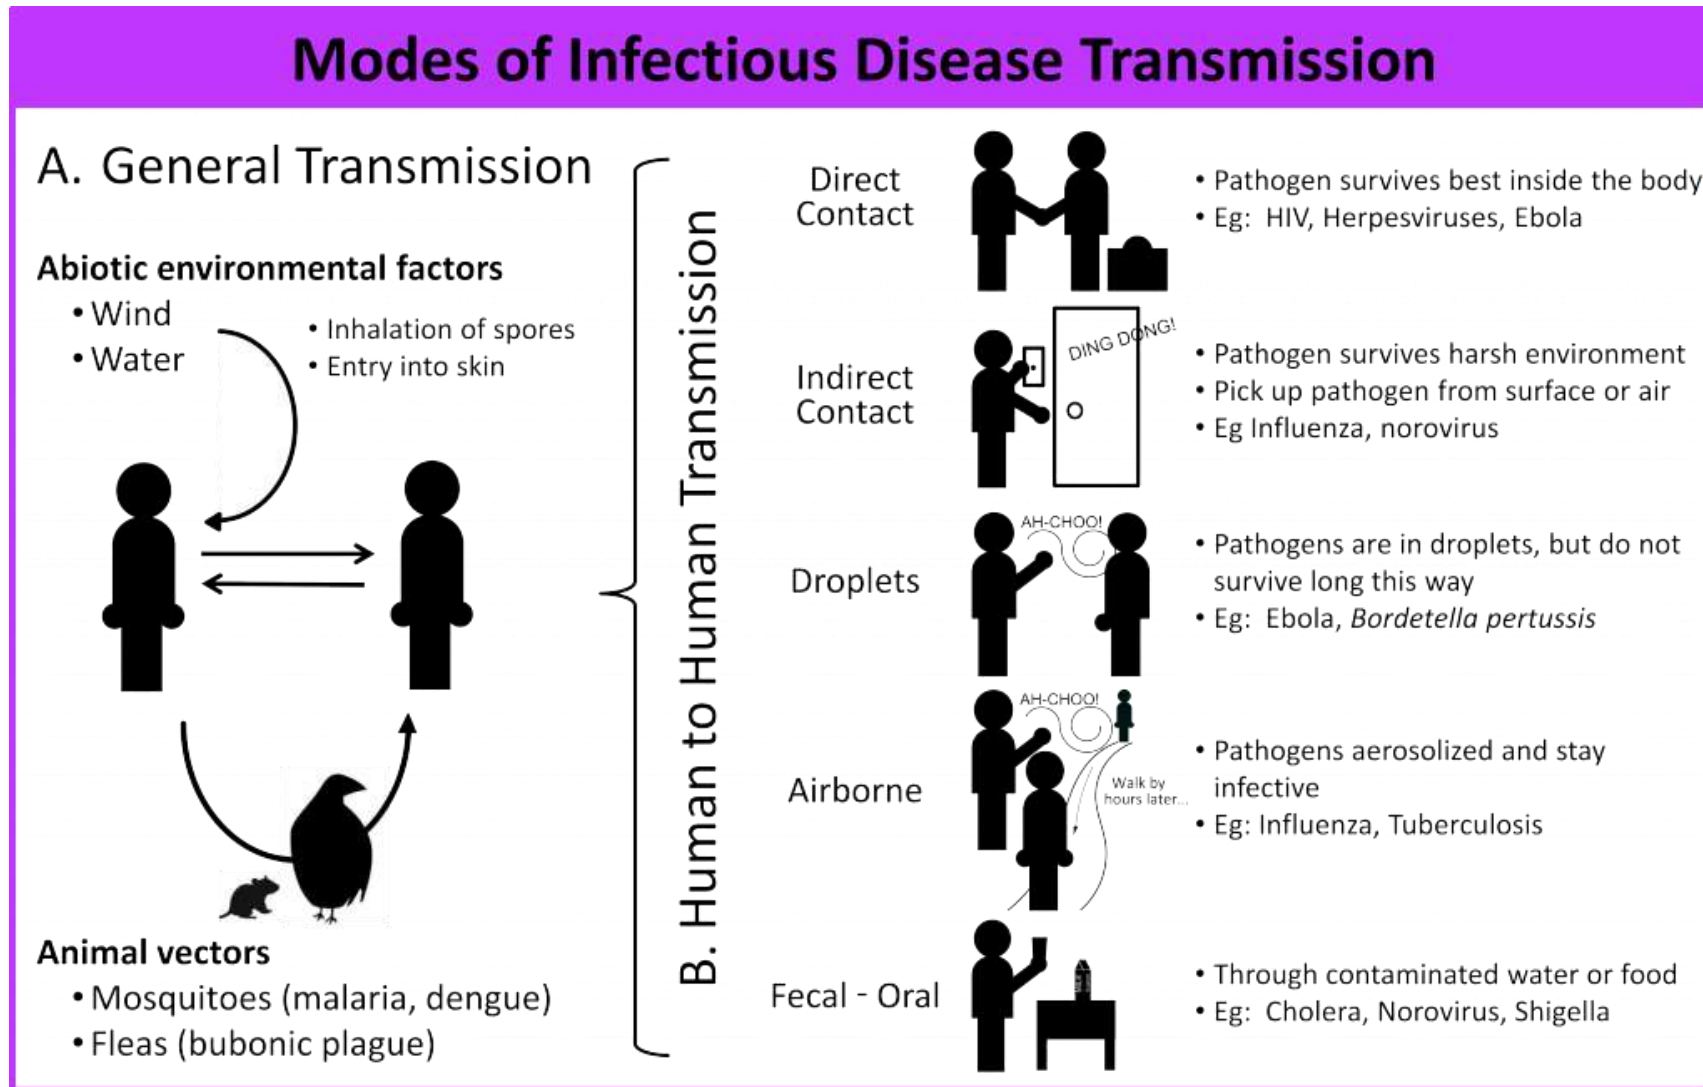 Modes of Infectious Disease Transmission
A. General Transmission
Abiotic environmental factors
• Wind
• Water
• Inhalation of spores
• Entry into skin
Animal vectors
• Mosquitoes (malaria, dengue)
• Fleas (bubonic plague)
B. Human to Human Transmission
Direct
Contact
• Pathogen survives best inside the body
• Eg: HIV, Herpesviruses, Ebola
Indirect
Contact
DING DONG!
• Pathogen survives harsh environment
• Pick up pathogen from surface or air
• Eg Influenza, norovirus
Droplets
AH-CHOO!
• Pathogens are in droplets, but do not
survive long this way
• Eg: Ebola, Bordetella pertussis
Airborne
AH-CHOO!
Walk by
hours later...
• Pathogens aerosolized and stay
infective
• Eg: Influenza, Tuberculosis
Fecal - Oral
• Through contaminated water or food
• Eg: Cholera, Norovirus, Shigella